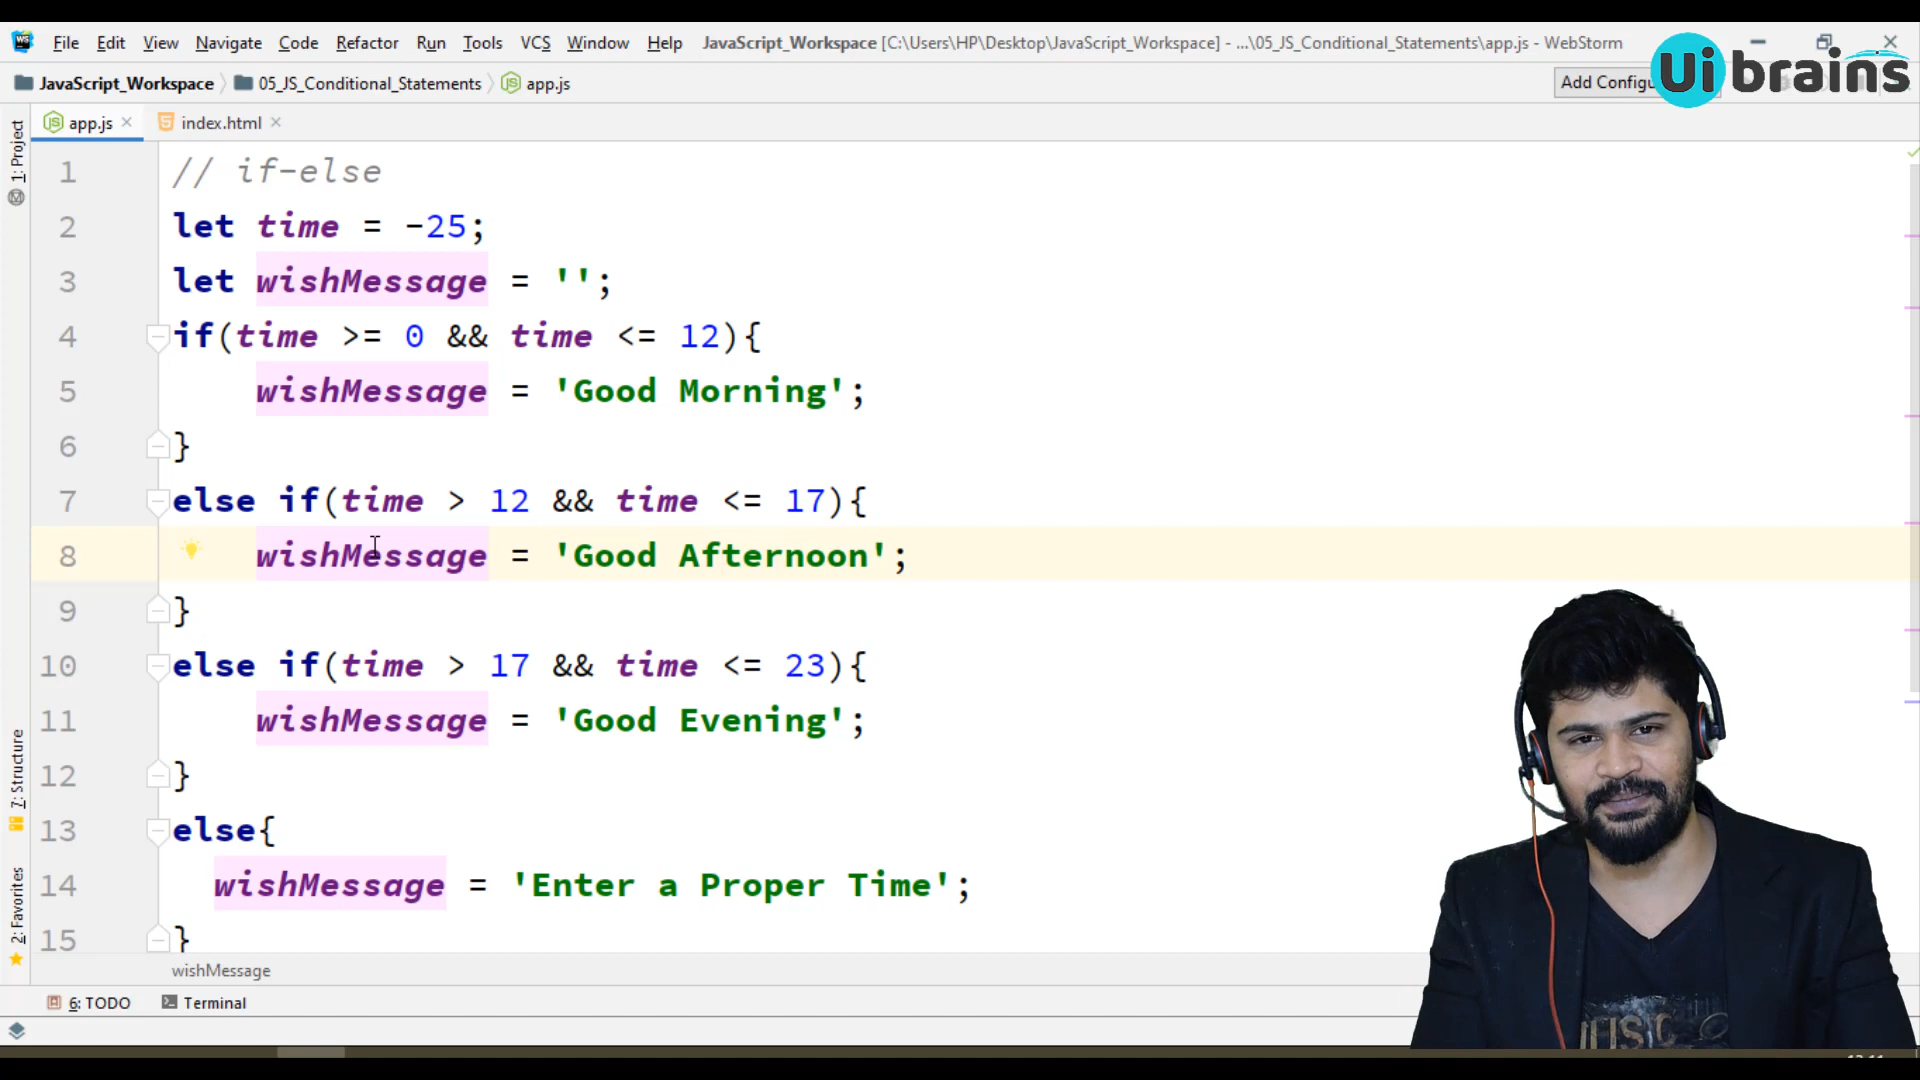 File Edit View Navigate Code Refactor Run Tools VCS Window Help JavaScript_Workspace [C:\Users\HP\Desktop\JavaScript_Workspace] - ...\05_JS_Conditional_Statements\app.js - WebStorm
JavaScript_Workspace 05_JS_Conditional_Statements app.js Add Configu
Ui brains
app.js index.html
1: Project
1 // if-else
2 let time = -25;
3 let wishMessage = '';
4 if(time >= 0 && time <= 12){
5 wishMessage = 'Good Morning';
6 }
7 else if(time > 12 && time <= 17){
8 wishMessage = 'Good Afternoon';
9 }
10 else if(time > 17 && time <= 23){
11 wishMessage = 'Good Evening';
12 }
13 else{
14 wishMessage = 'Enter a Proper Time';
15 }
7: Structure
2: Favorites
wishMessage
6: TODO Terminal